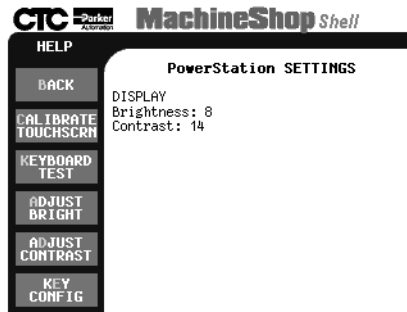 CTC Parker Automation MachineShop Shell
HELP
PowerStation SETTINGS
BACK
DISPLAY
Brightness: 8
Contrast: 14
CALIBRATE
TOUCHSCRN
KEYBOARD
TEST
ADJUST
BRIGHT
ADJUST
CONTRAST
KEY
CONFIG